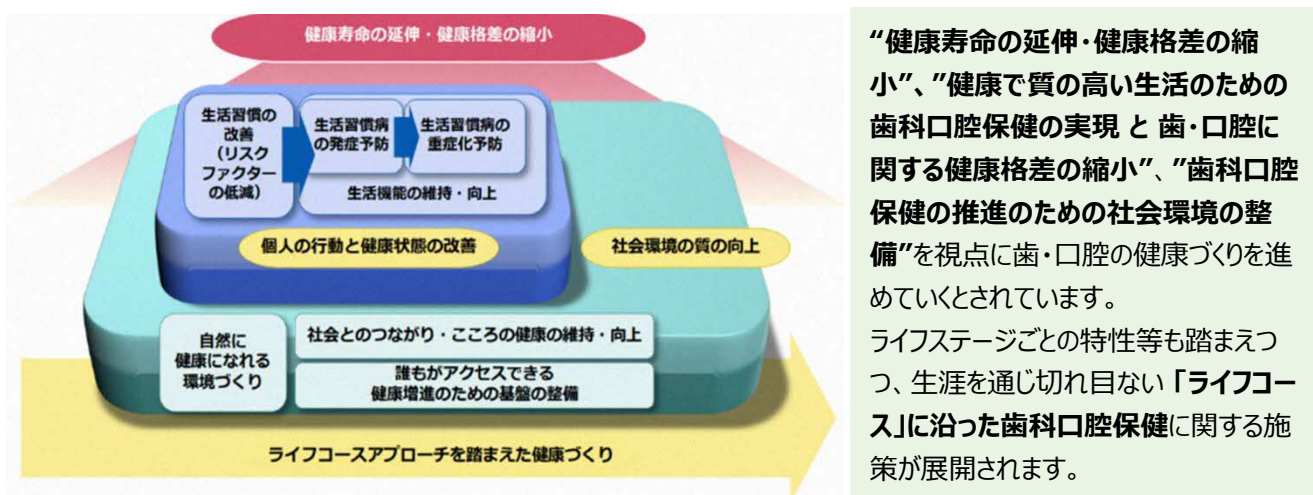 健康寿命の延伸・健康格差の縮小
生活習慣の
改善
（リスク
ファクター
の低減）
生活習慣病
の発症予防
生活習慣病の
重症化予防
生活機能の維持・向上
個人の行動と健康状態の改善
社会環境の質の向上
自然に
健康になれる
環境づくり
社会とのつながり・こころの健康の維持・向上
誰もがアクセスできる
健康増進のための基盤の整備
ライフコースアプローチを踏まえた健康づくり
“健康寿命の延伸・健康格差の縮
小”、”健康で質の高い生活のための
歯科口腔保健の実現 と 歯・口腔に
関する健康格差の縮小”、”歯科口腔
保健の推進のための社会環境の整
備”を視点に歯・口腔の健康づくりを進
めていくとされています。
ライフステージごとの特性等も踏まえつ
つ、生涯を通じ切れ目ない「ライフコー
ス」に沿った歯科口腔保健に関する施
策が展開されます。